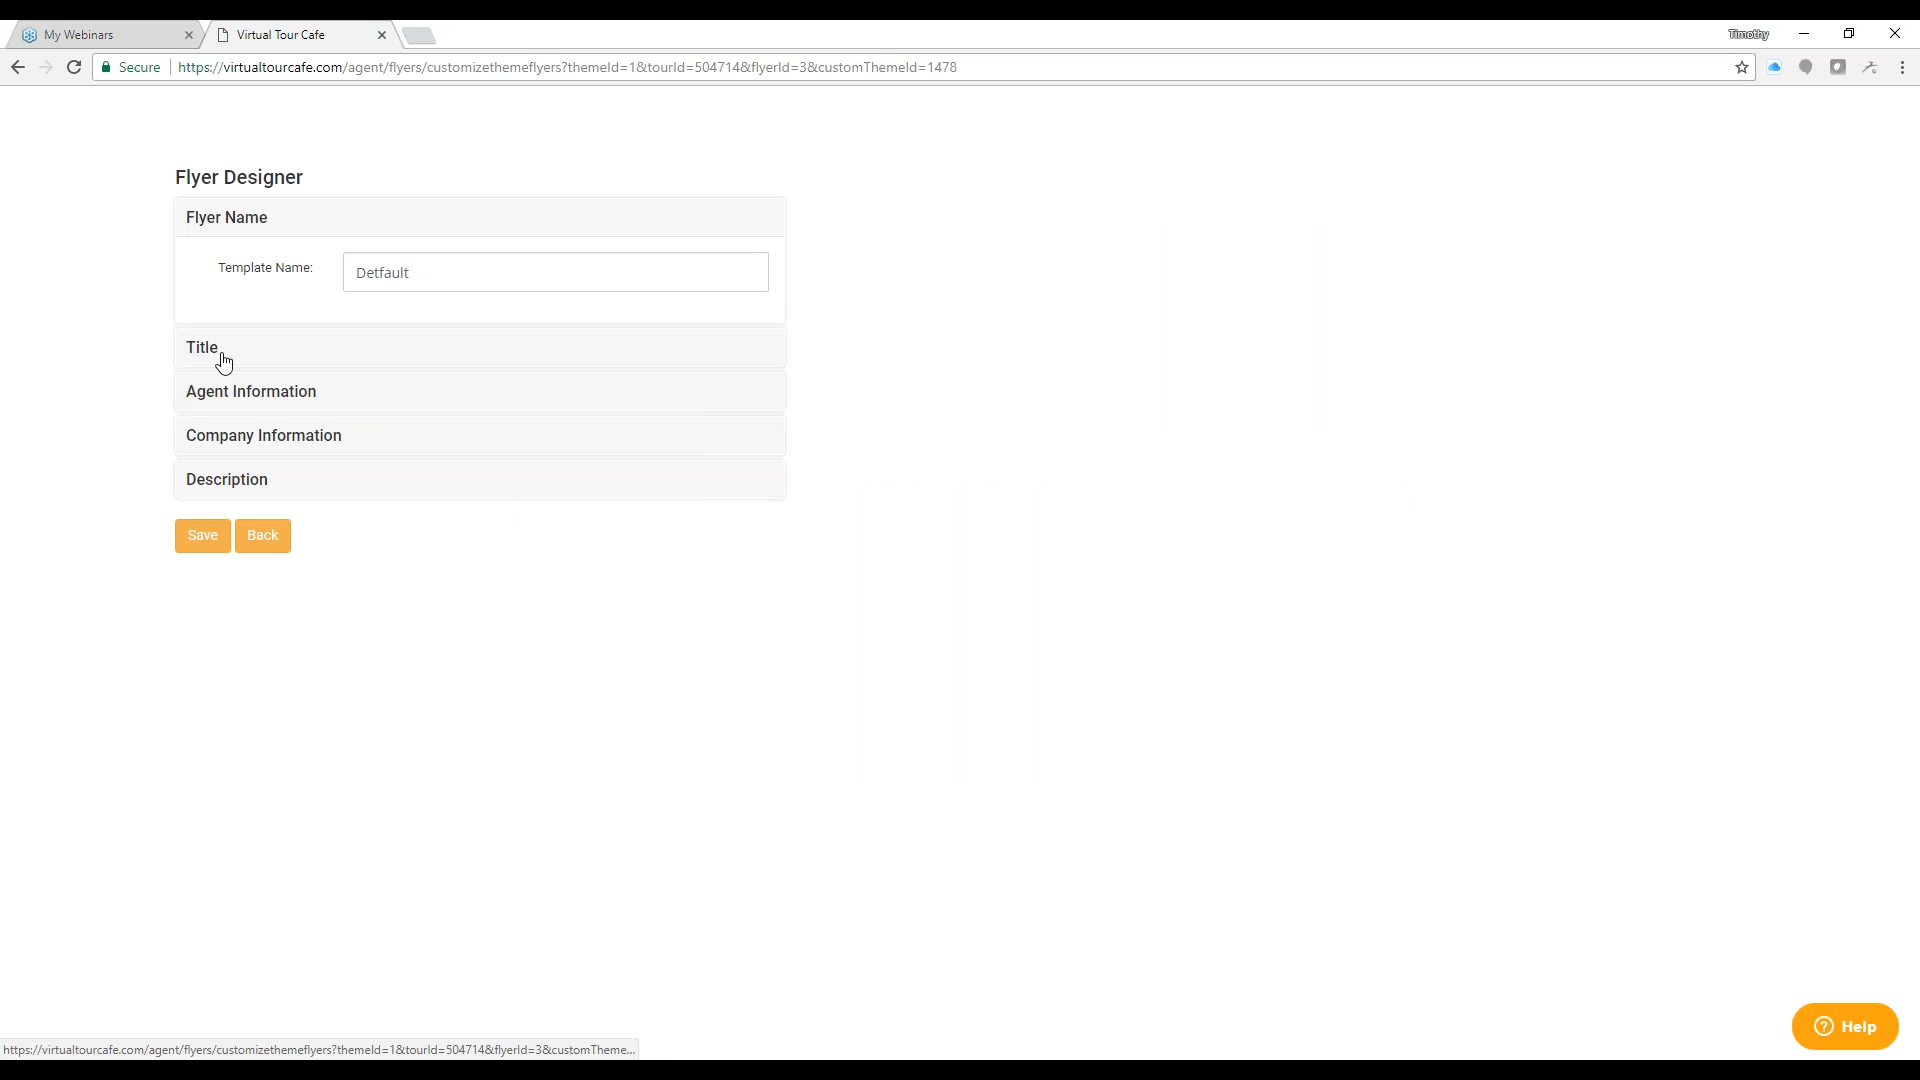 My Webinars
Virtual Tour Cafe
Timothy
Secure https://virtualtourcafe.com/agent/flyers/customizethemeflyers?themeId=1&tourId=504714&flyerId=3&customThemeId=1478
Flyer Designer
Flyer Name
Template Name: Detfault
Title
Agent Information
Company Information
Description
Save Back
? Help
https://virtualtourcafe.com/agent/flyers/customizethemeflyers?themeId=1&tourId=504714&flyerId=3&customTheme...